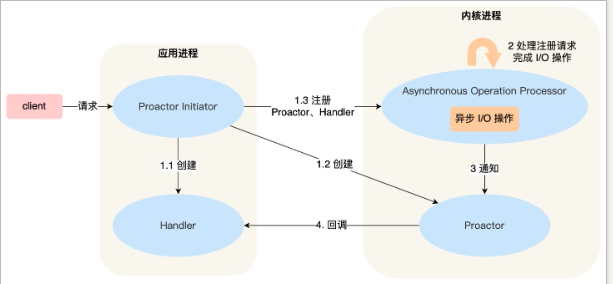 内核进程
应用进程
2 处理注册请求
完成 I/O 操作
client
请求
Proactor Initiator
1.3 注册
Proactor、Handler
Asynchronous Operation Processor
异步 I/O 操作
1.1 创建
1.2 创建
3 通知
Handler
4. 回调
Proactor